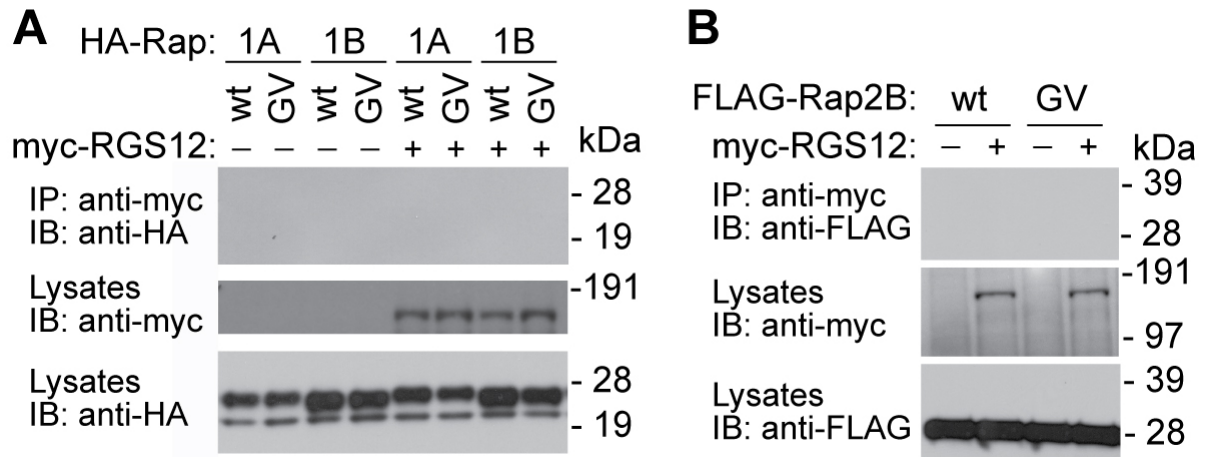 A
HA-Rap: 1A 1B 1A 1B
wt GV wt GV wt GV wt GV
myc-RGS12: – – – – + + + + kDa
IP: anti-myc
IB: anti-HA
- 28
- 19
Lysates
IB: anti-myc
-191
Lysates
IB: anti-HA
- 28
- 19
B
FLAG-Rap2B: wt GV
myc-RGS12: – + – + kDa
IP: anti-myc
IB: anti-FLAG
- 39
- 28
Lysates
IB: anti-myc
-191
- 97
Lysates
IB: anti-FLAG
- 39
- 28